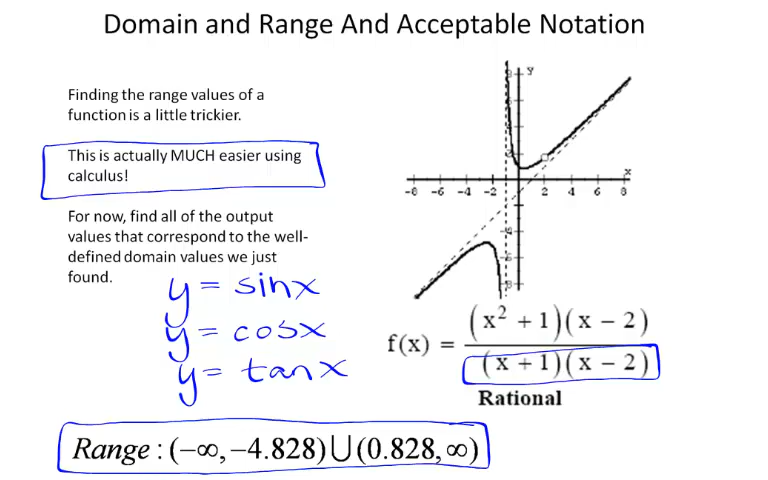 Domain and Range And Acceptable Notation
Finding the range values of a
function is a little trickier.
This is actually MUCH easier using
calculus!
For now, find all of the output
values that correspond to the well-
defined domain values we just
found.
y = sinx
y = cosx
y = tanx
Y
x
-8 -6 -4 -2 2 4 6 8
f(x) = (x² + 1)(x − 2)
(x + 1)(x − 2)
Rational
Range : (−∞, −4.828) ∪ (0.828, ∞)